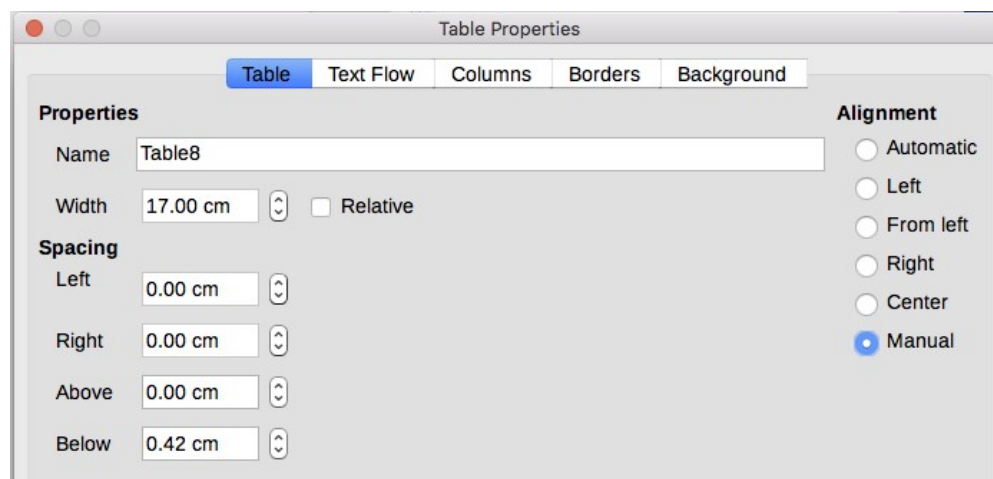 Table Properties
Table Text Flow Columns Borders Background
Properties
Name Table8
Width 17.00 cm Relative
Spacing
Left 0.00 cm
Right 0.00 cm
Above 0.00 cm
Below 0.42 cm
Alignment
Automatic
Left
From left
Right
Center
Manual